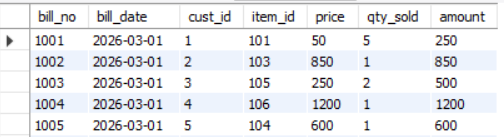 bill_no bill_date cust_id item_id price qty_sold amount
1001 2026-03-01 1 101 50 5 250
1002 2026-03-01 2 103 850 1 850
1003 2026-03-01 3 105 250 2 500
1004 2026-03-01 4 106 1200 1 1200
1005 2026-03-01 5 104 600 1 600